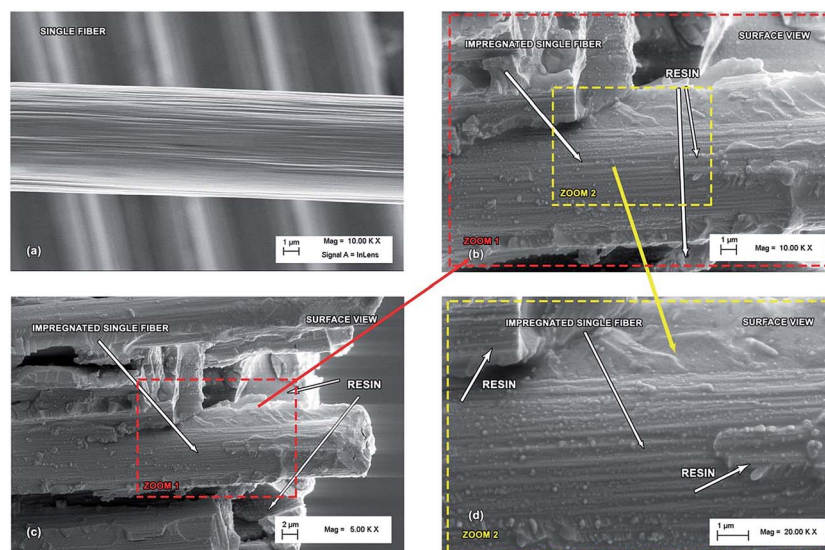 SINGLE FIBER
(a)
1 µm
Mag = 10.00 K X
Signal A = InLens
IMPREGNATED SINGLE FIBER
SURFACE VIEW
RESIN
ZOOM 2
ZOOM 1
(b)
1 µm
Mag = 10.00 K X
IMPREGNATED SINGLE FIBER
SURFACE VIEW
RESIN
ZOOM 1
(c)
2 µm
Mag = 5.00 K X
IMPREGNATED SINGLE FIBER
SURFACE VIEW
RESIN
RESIN
(d)
ZOOM 2
1 µm
Mag = 20.00 K X